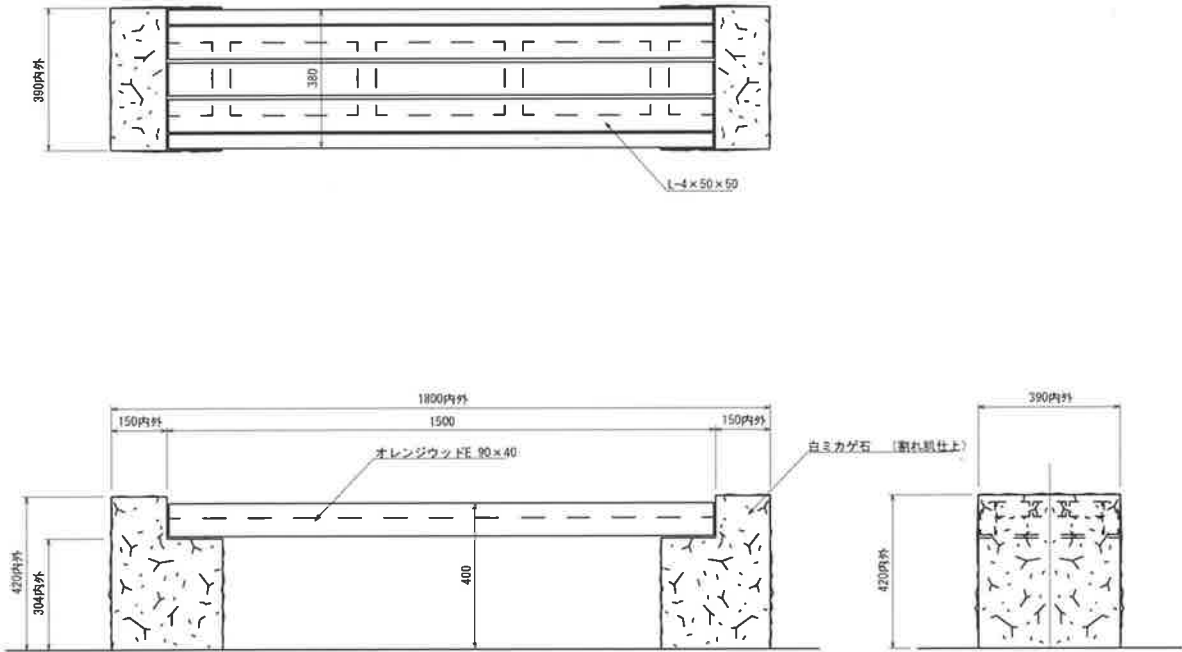 390内外
380
L-4×50×50
1800内外
150内外
1500
150内外
オレンジウッドE 90×40
白ミカゲ石 （割れ肌仕上）
420内外
304内外
400
390内外
420内外